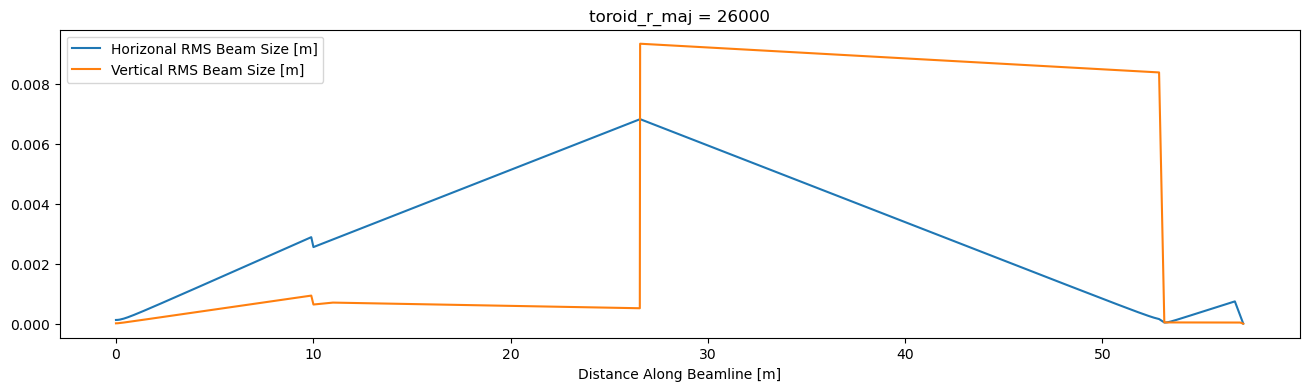 toroid_r_maj = 26000
Horizonal RMS Beam Size [m]
Vertical RMS Beam Size [m]
0.008
0.006
0.004
0.002
0.000
0 10 20 30 40 50
Distance Along Beamline [m]